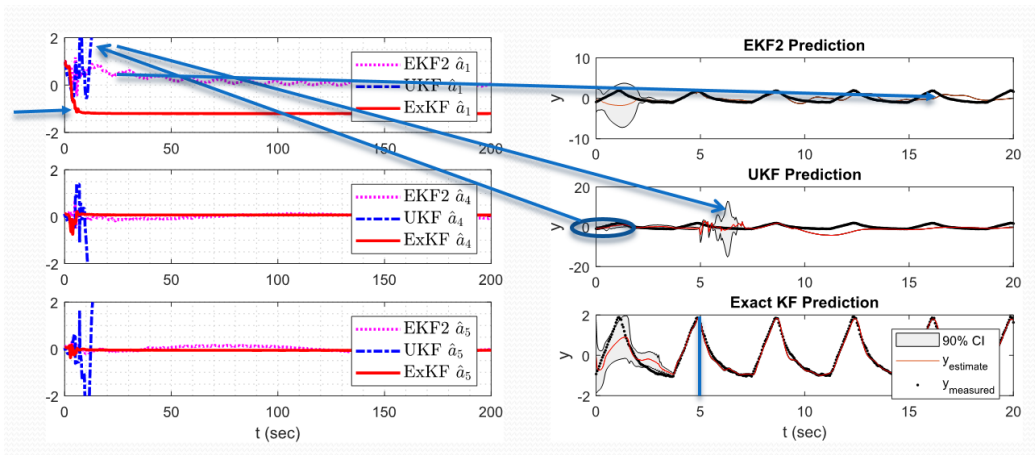 2
0
-2
0
50
100
150
200
EKF2 â₁
UKF â₁
ExKF â₁
2
0
-2
0
50
100
150
200
EKF2 â₄
UKF â₄
ExKF â₄
2
0
-2
0
50
100
150
200
EKF2 â₅
UKF â₅
ExKF â₅
t (sec)
EKF2 Prediction
y
10
0
-10
0
5
10
15
20
UKF Prediction
y
20
0
-20
0
5
10
15
20
Exact KF Prediction
y
2
0
-2
90% CI
y_estimate
y_measured
0
5
10
15
20
t (sec)